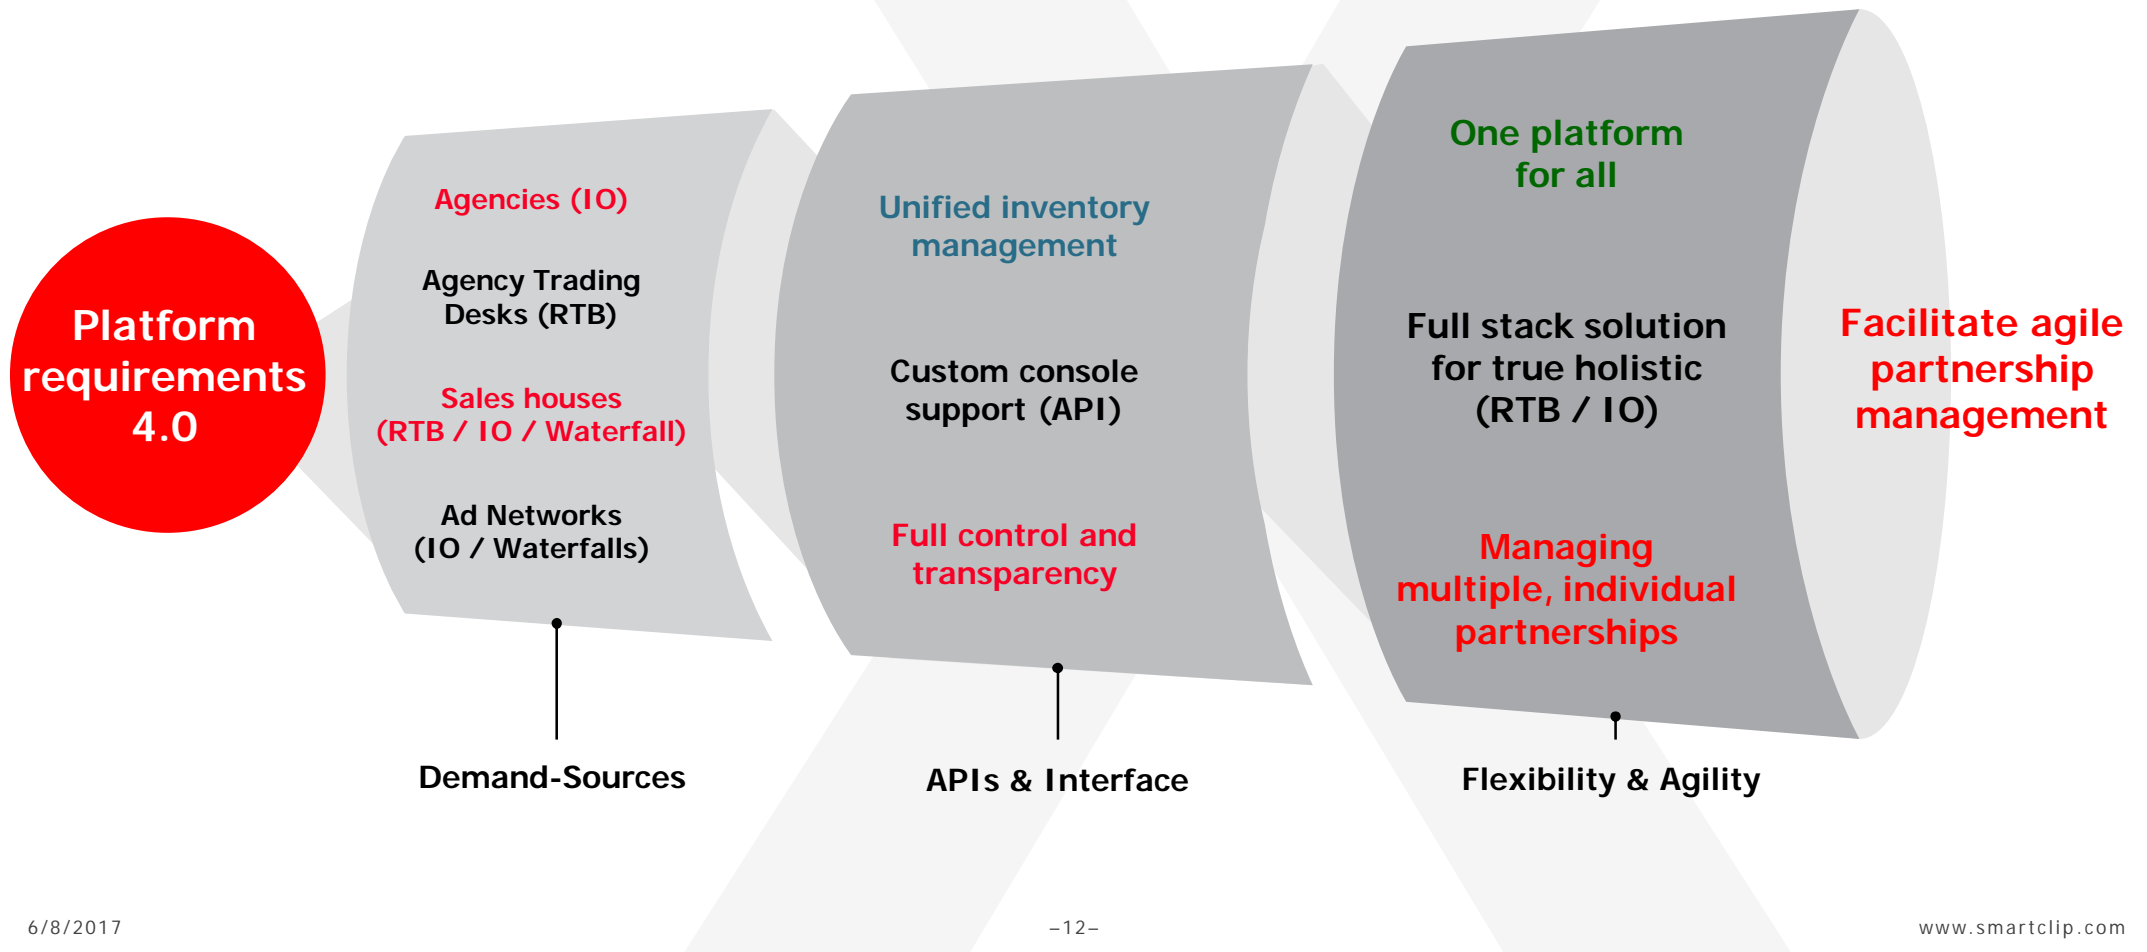 Platform
requirements
4.0
Agencies (IO)
Agency Trading
Desks (RTB)
Sales houses
(RTB / IO / Waterfall)
Ad Networks
(IO / Waterfalls)
Demand-Sources
Unified inventory
management
Custom console
support (API)
Full control and
transparency
APIs & Interface
One platform
for all
Full stack solution
for true holistic
(RTB / IO)
Managing
multiple, individual
partnerships
Flexibility & Agility
Facilitate agile
partnership
management
6/8/2017
–12–
www.smartclip.com